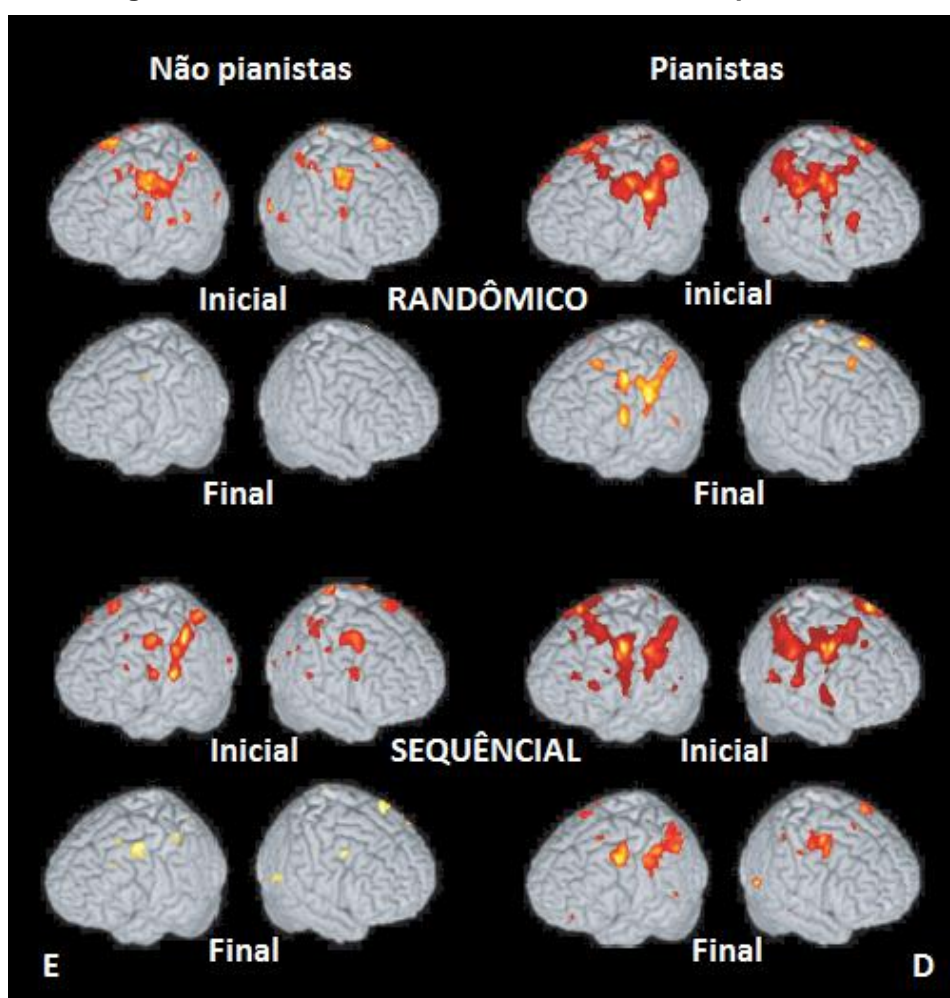 Não pianistas
Pianistas
Inicial
RANDÔMICO
inicial
Final
Final
Inicial
SEQUÊNCIAL
Inicial
Final
Final
E
D